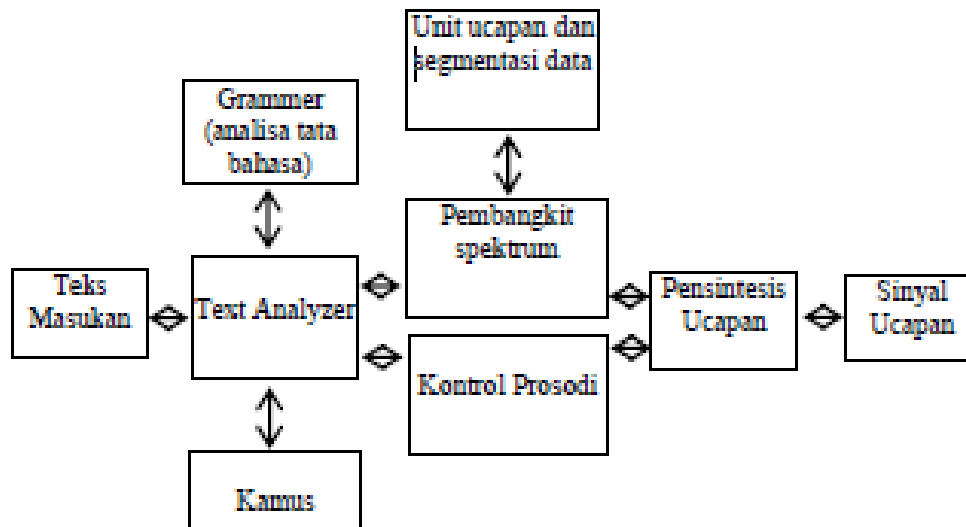 Unit ucapan dan
segmentasi data
Grammer
(analisa tata
bahasa)
Pembangkit
spektrum
Teks
Masukan
Text Analyzer
Pensintesis
Ucapan
Sinyal
Ucapan
Kontrol Prosodi
Kamus